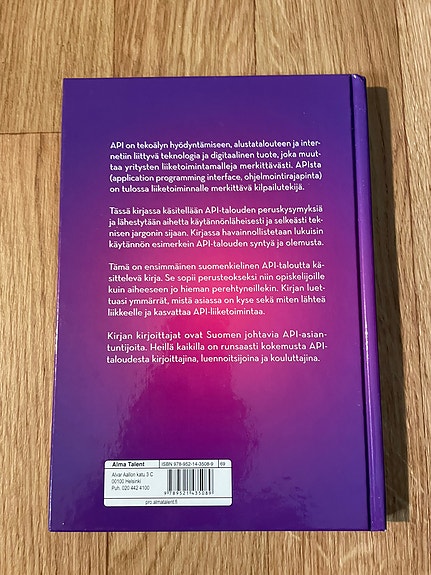 API on tekoälyn hyödyntämiseen, alustatalouteen ja inter-
netiin liittyvä teknologia ja digitaalinen tuote, joka muut-
taa yritysten liiketoimintamalleja merkittävästi. APIsta
(application programming interface, ohjelmointirajapinta)
on tulossa liiketoiminnalle merkittävä kilpailutekijä.
Tässä kirjassa käsitellään API-talouden peruskysymyksiä
ja lähestytään aihetta käytännönläheisesti ja selkeästi tek-
nisen jargonin sijaan. Kirjassa havainnollistetaan lukuisin
käytännön esimerkein API-talouden syntyä ja olemusta.
Tämä on ensimmäinen suomenkielinen API-taloutta kä-
sittelevä kirja. Se sopii perusteokseksi niin opiskelijoille
kuin aiheeseen jo hieman perehtyneillekin. Kirjan luet-
tuasi ymmärrät, mistä asiassa on kyse sekä miten lähteä
liikkeelle ja kasvattaa API-liiketoimintaa.
Kirjan kirjoittajat ovat Suomen johtavia API-asian-
tuntijoita. Heillä kaikilla on runsaasti kokemusta API-
taloudesta kirjoittajina, luennoitsijoina ja kouluttajina.
Alma Talent
Alvar Aallon katu 3 C
00100 Helsinki
Puh. 020 442 4100
ISBN 978-952-14-3508-9
69
9 789521 435089
pro.almatalent.fi